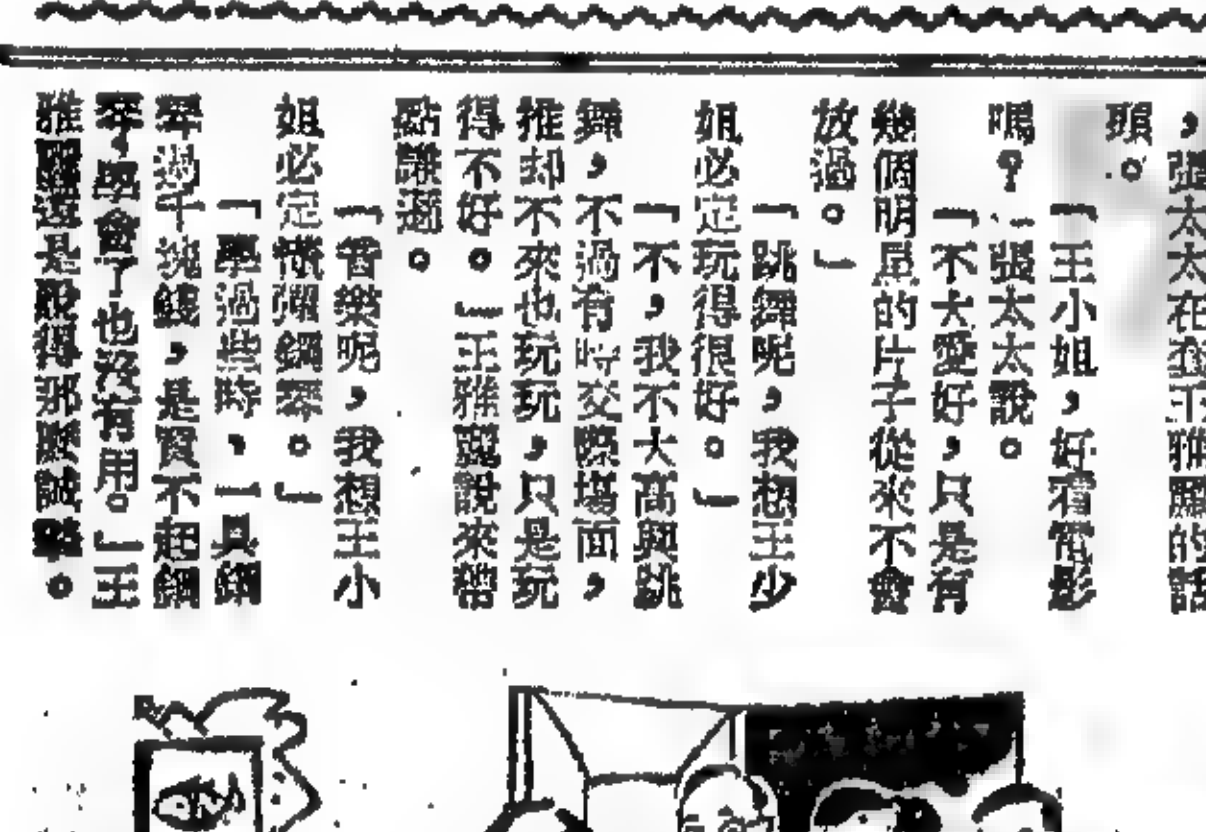 ，張太太在套王雅麗的話
頭。
「王小姐，好看電影
嗎？」張太太說。
「不大愛好，只是有
幾個明星的片子從來不會
放過。」
「跳舞呢，我想王少
姐必定玩得很好。」
「不，我不大高興跳
舞，不過有時交際塲面，
推却不來也玩玩，只是玩
得不好。」王雅麗說來帶
點謙遜。
「音樂呢，我想王小
姐必定懂彈鋼琴。」
「學過些時，一具鋼
琴過千塊錢，是買不起鋼
琴，學會了也沒有用。」王
雅麗還是說得那麽誠懇。